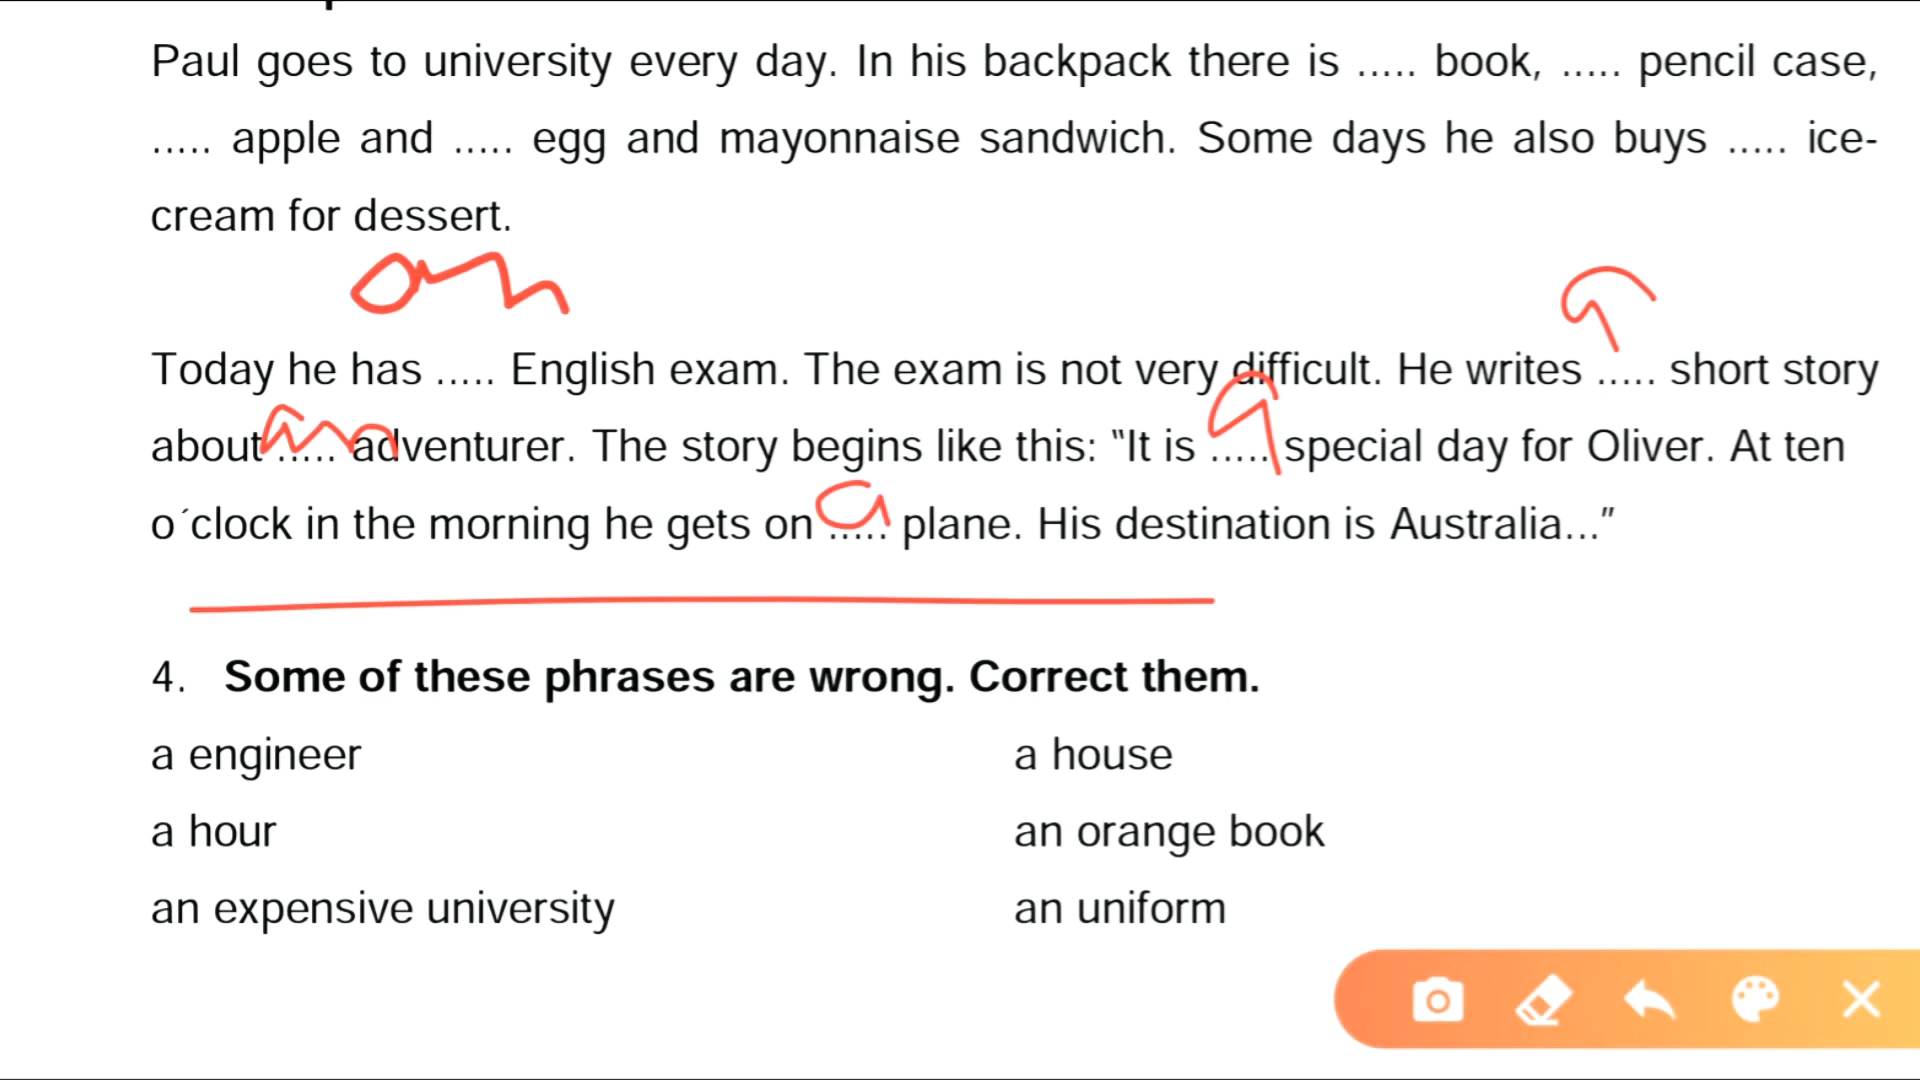 Paul goes to university every day. In his backpack there is ..... book, ..... pencil case,
..... apple and ..... egg and mayonnaise sandwich. Some days he also buys ..... ice-
cream for dessert.
an
a
Today he has ..... English exam. The exam is not very difficult. He writes ..... short story
an a
about ..... adventurer. The story begins like this: “It is ..... special day for Oliver. At ten
a
o´clock in the morning he gets on ..... plane. His destination is Australia...”
4. Some of these phrases are wrong. Correct them.
a engineer a house
a hour an orange book
an expensive university an uniform